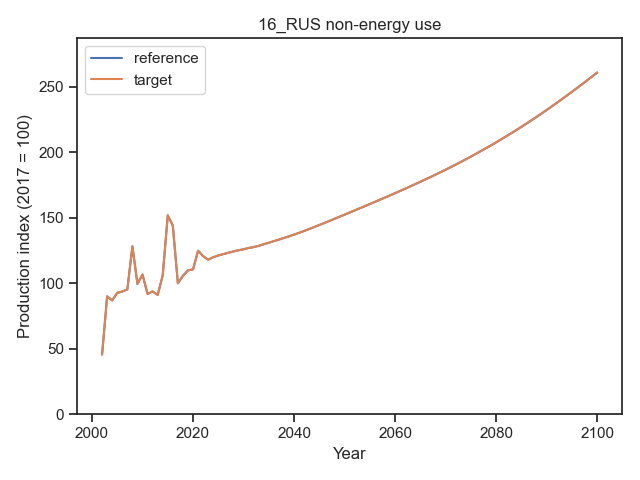 16_RUS non-energy use
reference
target
Production index (2017 = 100)
250
200
150
100
50
0
2000 2020 2040 2060 2080 2100
Year